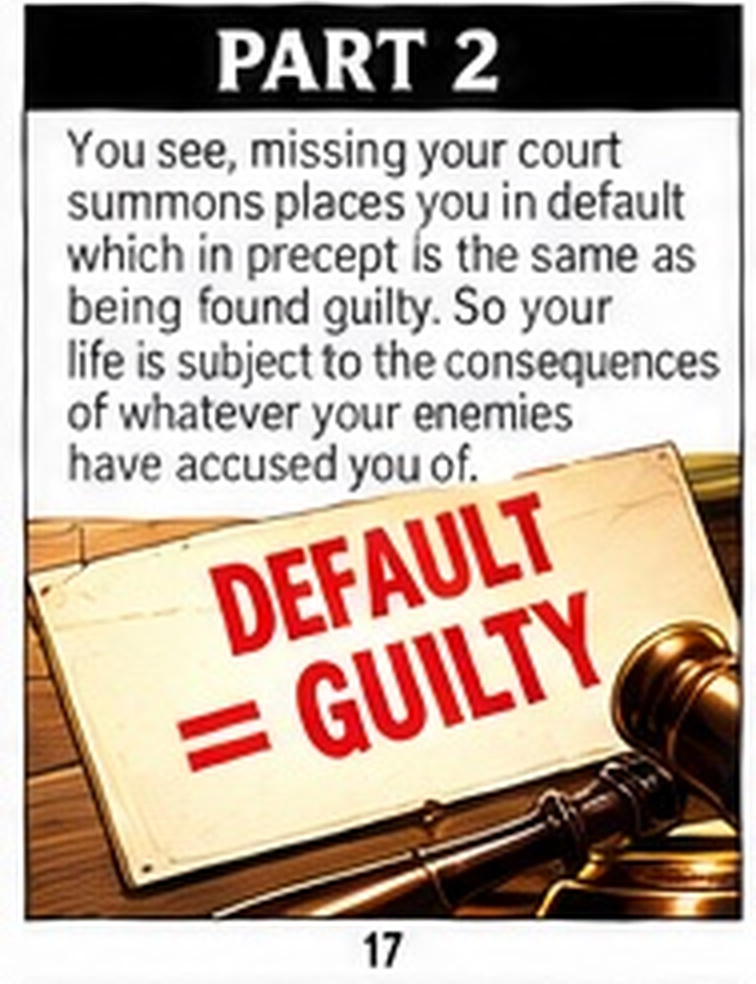 PART 2
You see, missing your court
summons places you in default
which in precept is the same as
being found guilty. So your
life is subject to the consequences
of whatever your enemies
have accused you of.
DEFAULT
= GUILTY
17